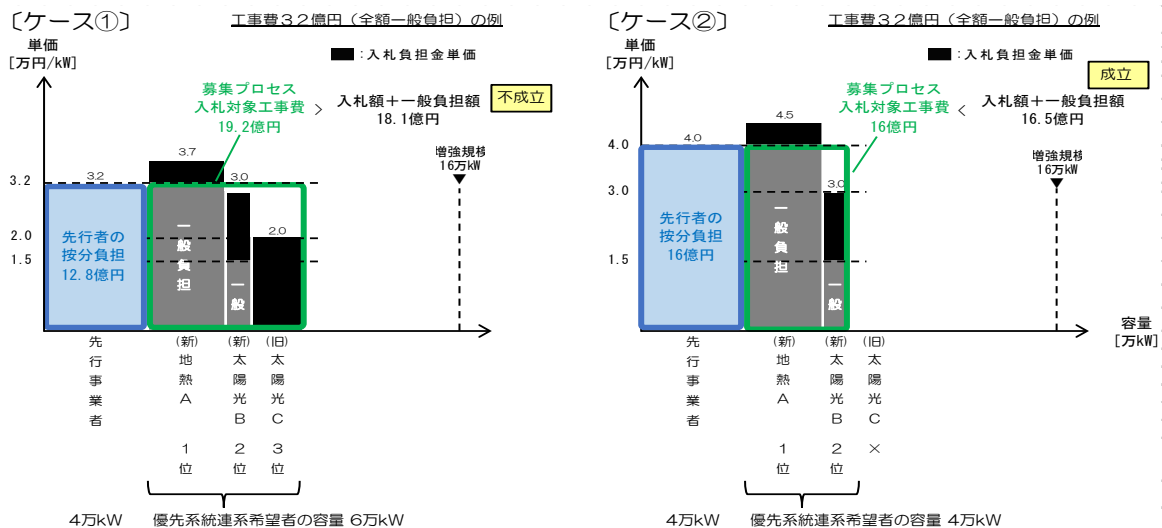 〔ケース①〕
工事費32億円（全額一般負担）の例
単価
[万円/kW]
■：入札負担金単価
募集プロセス
入札対象工事費
19.2億円
>
入札額＋一般負担額
18.1億円
不成立
3.7
3.2
3.2
3.0
2.0
2.0
1.5
増強規模
16万kW
先行者の
按分負担
12.8億円
一般負担
一般
先行事業者
(新)地熱A 1位
(新)太陽光B 2位
(旧)太陽光C 3位
4万kW
優先系統連系希望者の容量 6万kW
〔ケース②〕
工事費32億円（全額一般負担）の例
単価
[万円/kW]
■：入札負担金単価
募集プロセス
入札対象工事費
16億円
<
入札額＋一般負担額
16.5億円
成立
4.5
4.0
4.0
3.0
3.0
1.5
増強規模
16万kW
先行者の
按分負担
16億円
一般負担
一般
容量
[万kW]
先行事業者
(新)地熱A 1位
(新)太陽光B 2位
(旧)太陽光C ×
4万kW
優先系統連系希望者の容量 4万kW